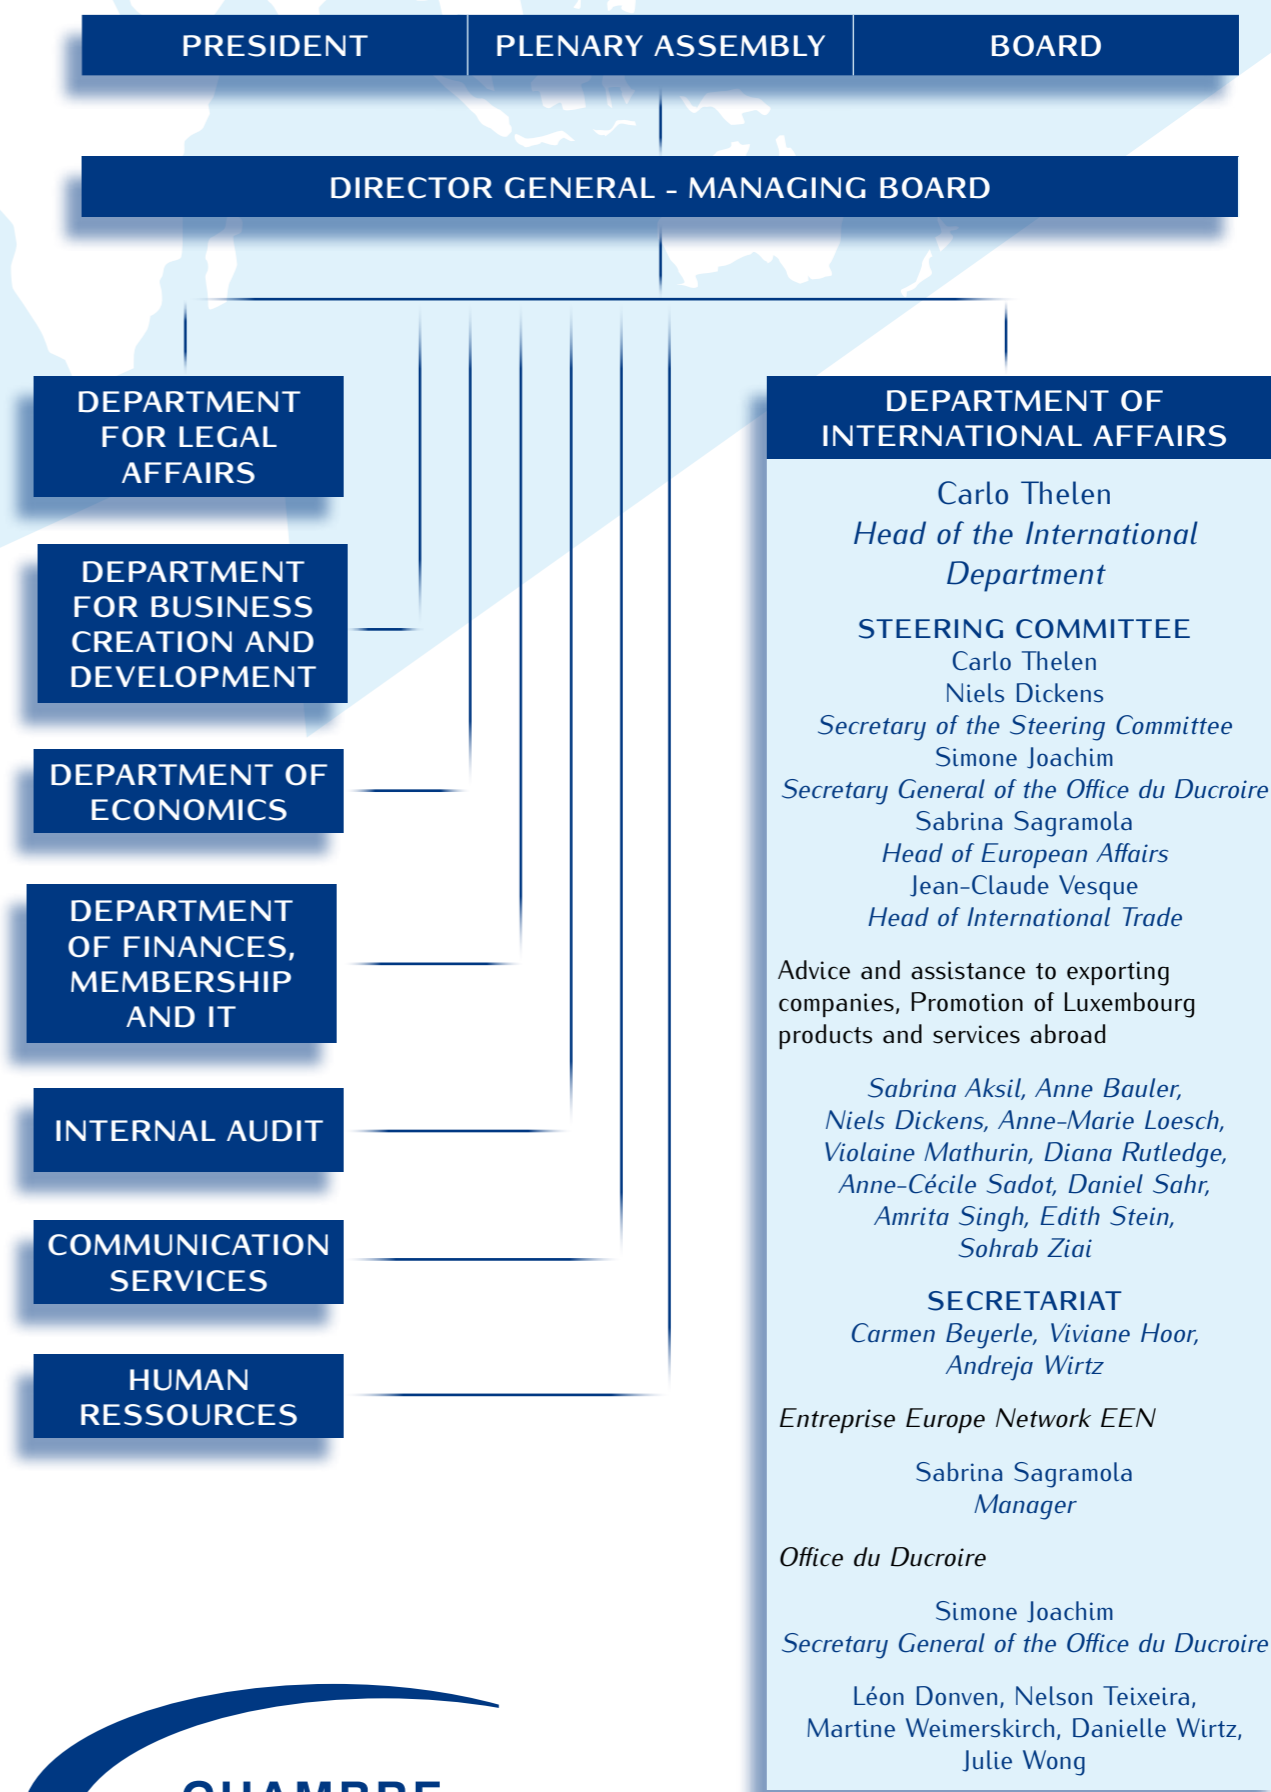 PRESIDENT
PLENARY ASSEMBLY
BOARD
DIRECTOR GENERAL - MANAGING BOARD
DEPARTMENT
FOR LEGAL
AFFAIRS
DEPARTMENT
FOR BUSINESS
CREATION AND
DEVELOPMENT
DEPARTMENT OF
ECONOMICS
DEPARTMENT
OF FINANCES,
MEMBERSHIP
AND IT
INTERNAL AUDIT
COMMUNICATION
SERVICES
HUMAN
RESSOURCES
DEPARTMENT OF
INTERNATIONAL AFFAIRS
Carlo Thelen
Head of the International
Department
STEERING COMMITTEE
Carlo Thelen
Niels Dickens
Secretary of the Steering Committee
Simone Joachim
Secretary General of the Office du Ducroire
Sabrina Sagramola
Head of European Affairs
Jean-Claude Vesque
Head of International Trade
Advice and assistance to exporting
companies, Promotion of Luxembourg
products and services abroad
Sabrina Aksil, Anne Bauler,
Niels Dickens, Anne-Marie Loesch,
Violaine Mathurin, Diana Rutledge,
Anne-Cécile Sadot, Daniel Sahr,
Amrita Singh, Edith Stein,
Sohrab Ziai
SECRETARIAT
Carmen Beyerle, Viviane Hoor,
Andreja Wirtz
Entreprise Europe Network EEN
Sabrina Sagramola
Manager
Office du Ducroire
Simone Joachim
Secretary General of the Office du Ducroire
Léon Donven, Nelson Teixeira,
Martine Weimerskirch, Danielle Wirtz,
Julie Wong
CHAMBRE